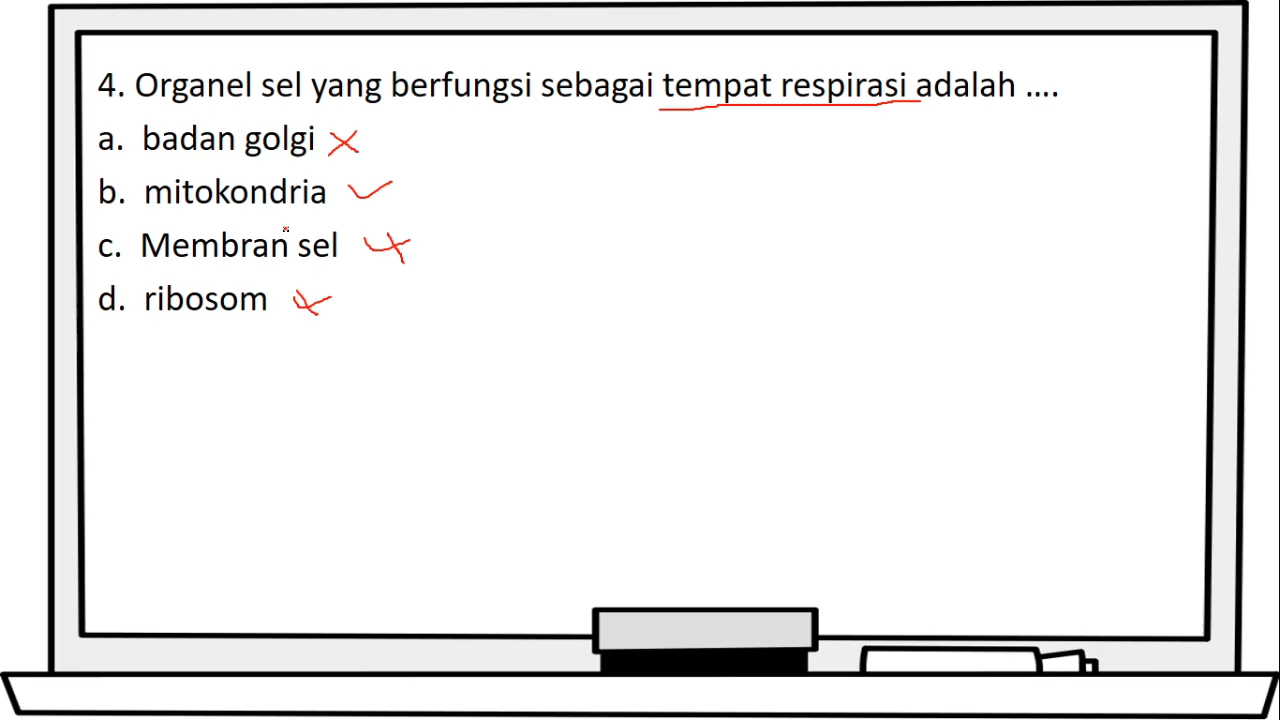 4. Organel sel yang berfungsi sebagai tempat respirasi adalah ....
a. badan golgi
b. mitokondria
c. Membran sel
d. ribosom